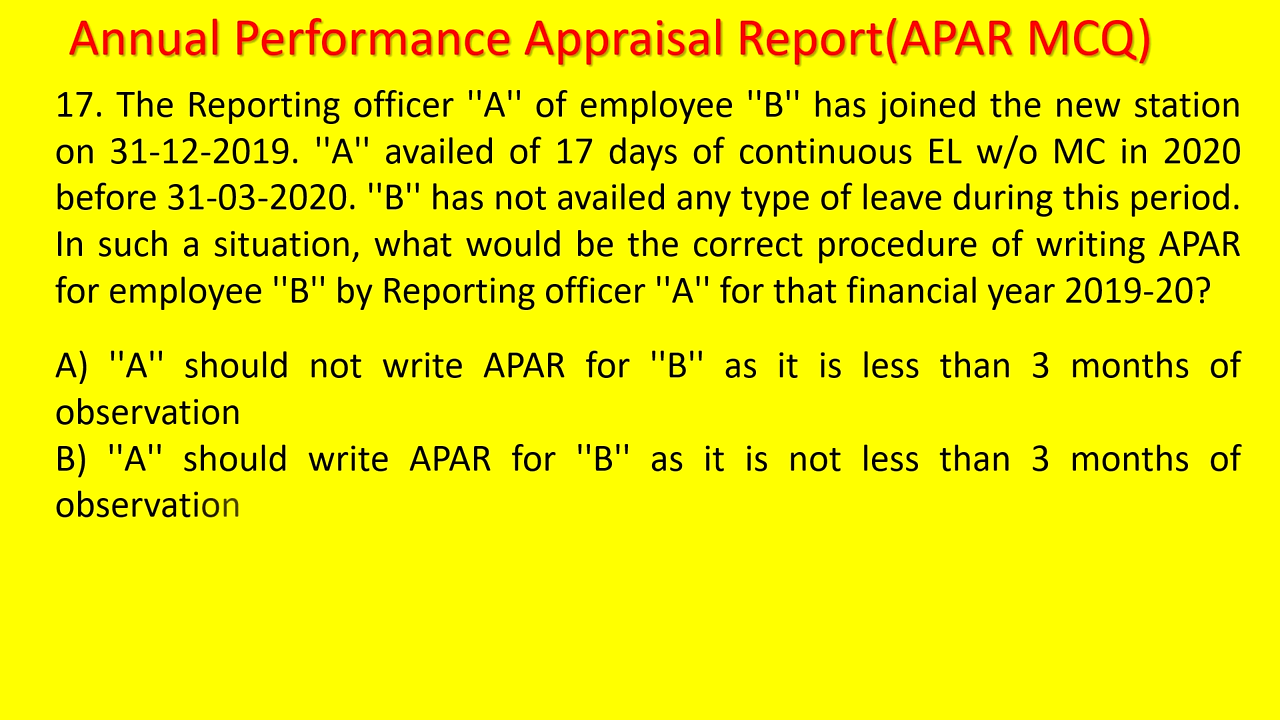 Annual Performance Appraisal Report(APAR MCQ)
17. The Reporting officer ''A'' of employee ''B'' has joined the new station
on 31-12-2019. ''A'' availed of 17 days of continuous EL w/o MC in 2020
before 31-03-2020. ''B'' has not availed any type of leave during this period.
In such a situation, what would be the correct procedure of writing APAR
for employee ''B'' by Reporting officer ''A'' for that financial year 2019-20?
A) ''A'' should not write APAR for ''B'' as it is less than 3 months of
observation
B) ''A'' should write APAR for ''B'' as it is not less than 3 months of
observation